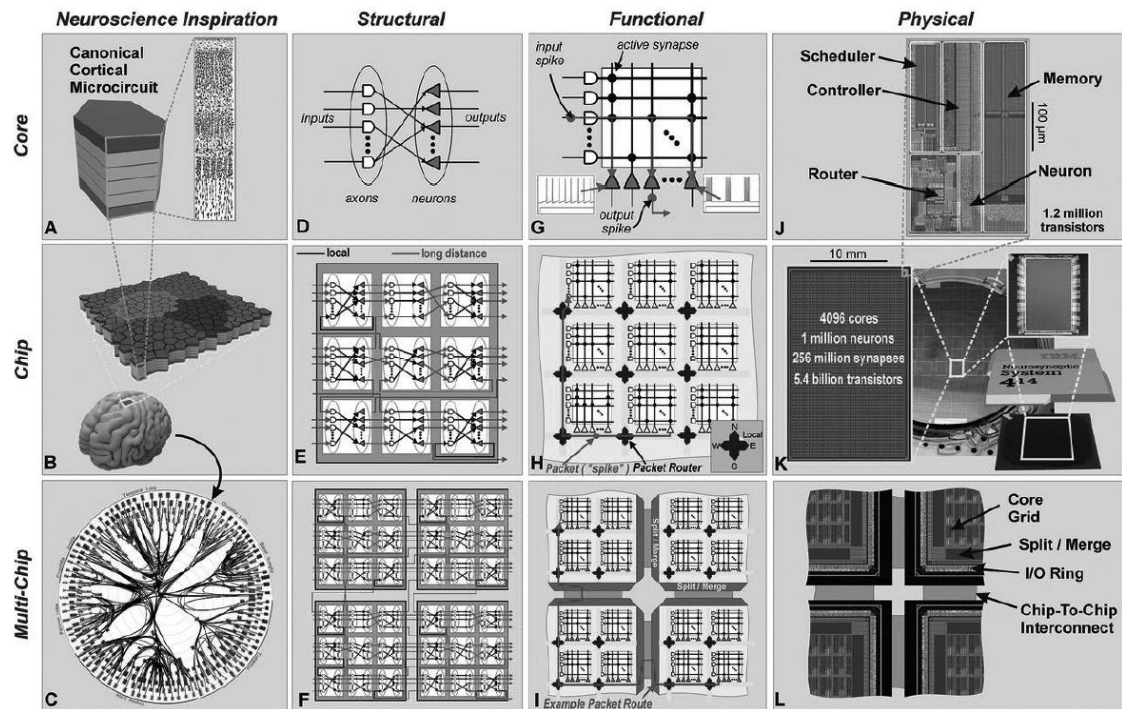 Neuroscience Inspiration
Structural
Functional
Physical
Core
Canonical
Cortical
Microcircuit
A
inputs
outputs
axons
neurons
D
input
spike
active synapse
output
spike
G
Scheduler
Controller
Memory
100 µm
Router
Neuron
1.2 million
transistors
J
Chip
B
local
long distance
E
N
Local
W
E
S
Packet ("spike")
Packet Router
H
10 mm
4096 cores
1 million neurons
256 million synapses
5.4 billion transistors
IBM
Neurosynaptic
System
414
K
Multi-Chip
C
F
Split / Merge
Split / Merge
I
Example Packet Route
Core
Grid
Split / Merge
I/O Ring
Chip-To-Chip
Interconnect
L